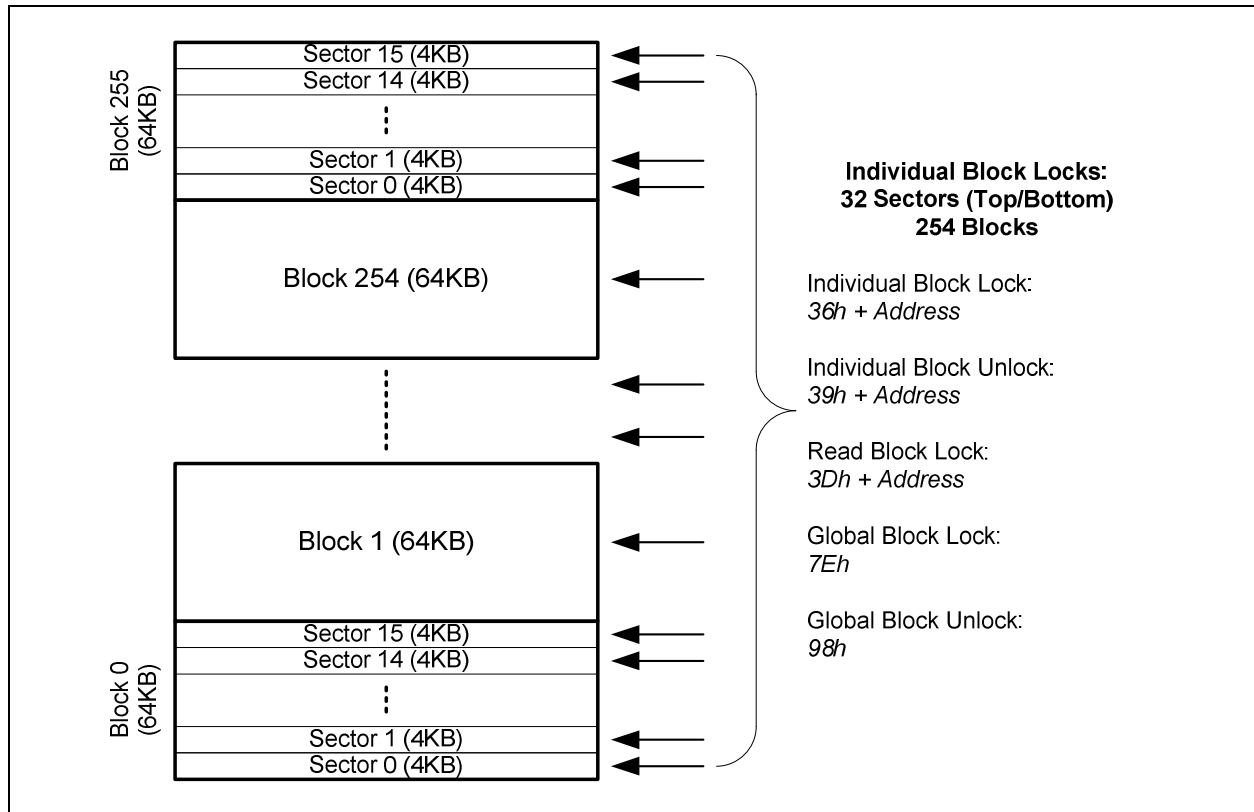 Block 255
(64KB)
Sector 15 (4KB)
Sector 14 (4KB)
Sector 1 (4KB)
Sector 0 (4KB)
Block 254 (64KB)
Block 1 (64KB)
Block 0
(64KB)
Sector 15 (4KB)
Sector 14 (4KB)
Sector 1 (4KB)
Sector 0 (4KB)
Individual Block Locks:
32 Sectors (Top/Bottom)
254 Blocks
Individual Block Lock:
36h + Address
Individual Block Unlock:
39h + Address
Read Block Lock:
3Dh + Address
Global Block Lock:
7Eh
Global Block Unlock:
98h